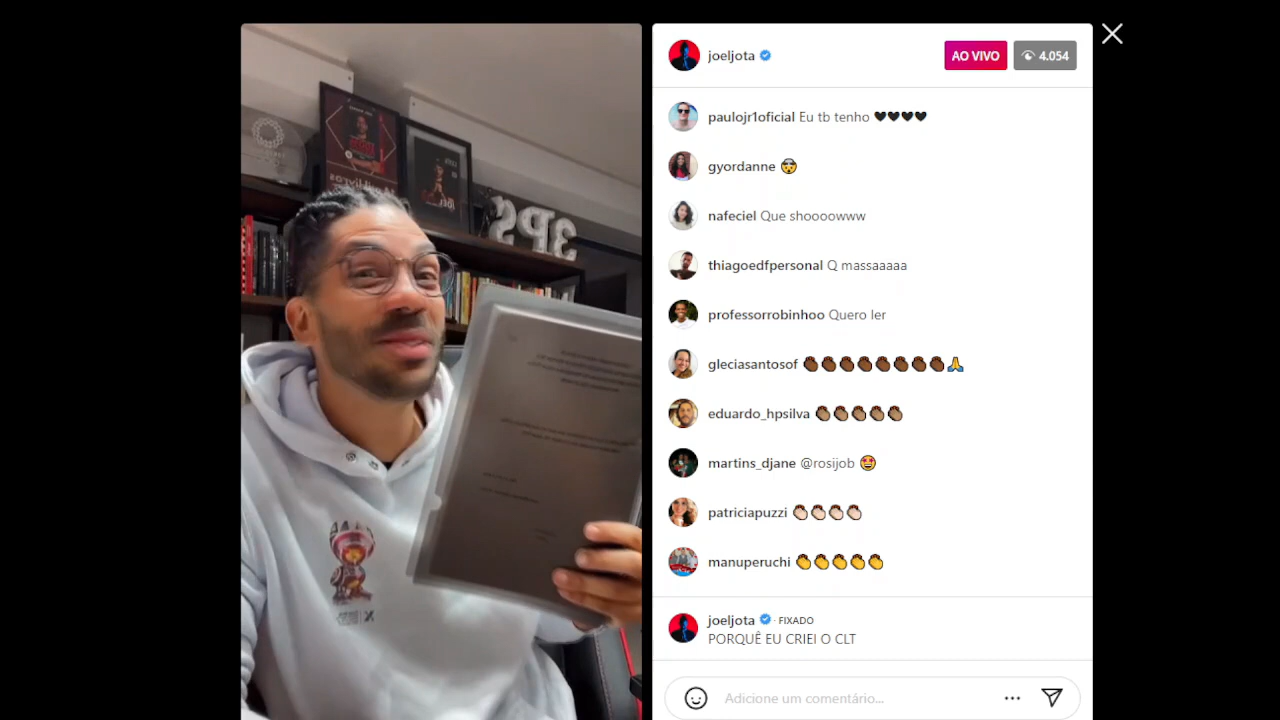 joeljota
AO VIVO
4.054
paulojr1oficial Eu tb tenho 🖤🖤🖤🖤
gyordanne 😲
nafeciel Que shoooowww
thiagoedfpersonal Q massaaaaa
professorrobinhoo Quero ler
gleciasantosof 👏🏾👏🏾👏🏾👏🏾👏🏾👏🏾👏🏾👏🏾🙏
eduardo_hpsilva 👏🏽👏🏽👏🏽👏🏽👏🏽
martins_djane @rosijob 🤩
patriciapuzzi 👏🏻👏🏻👏🏻👏🏻
manuperuchi 👏👏👏👏👏
joeljota · FIXADO
PORQUÊ EU CRIEI O CLT
Adicione um comentário...
3PS